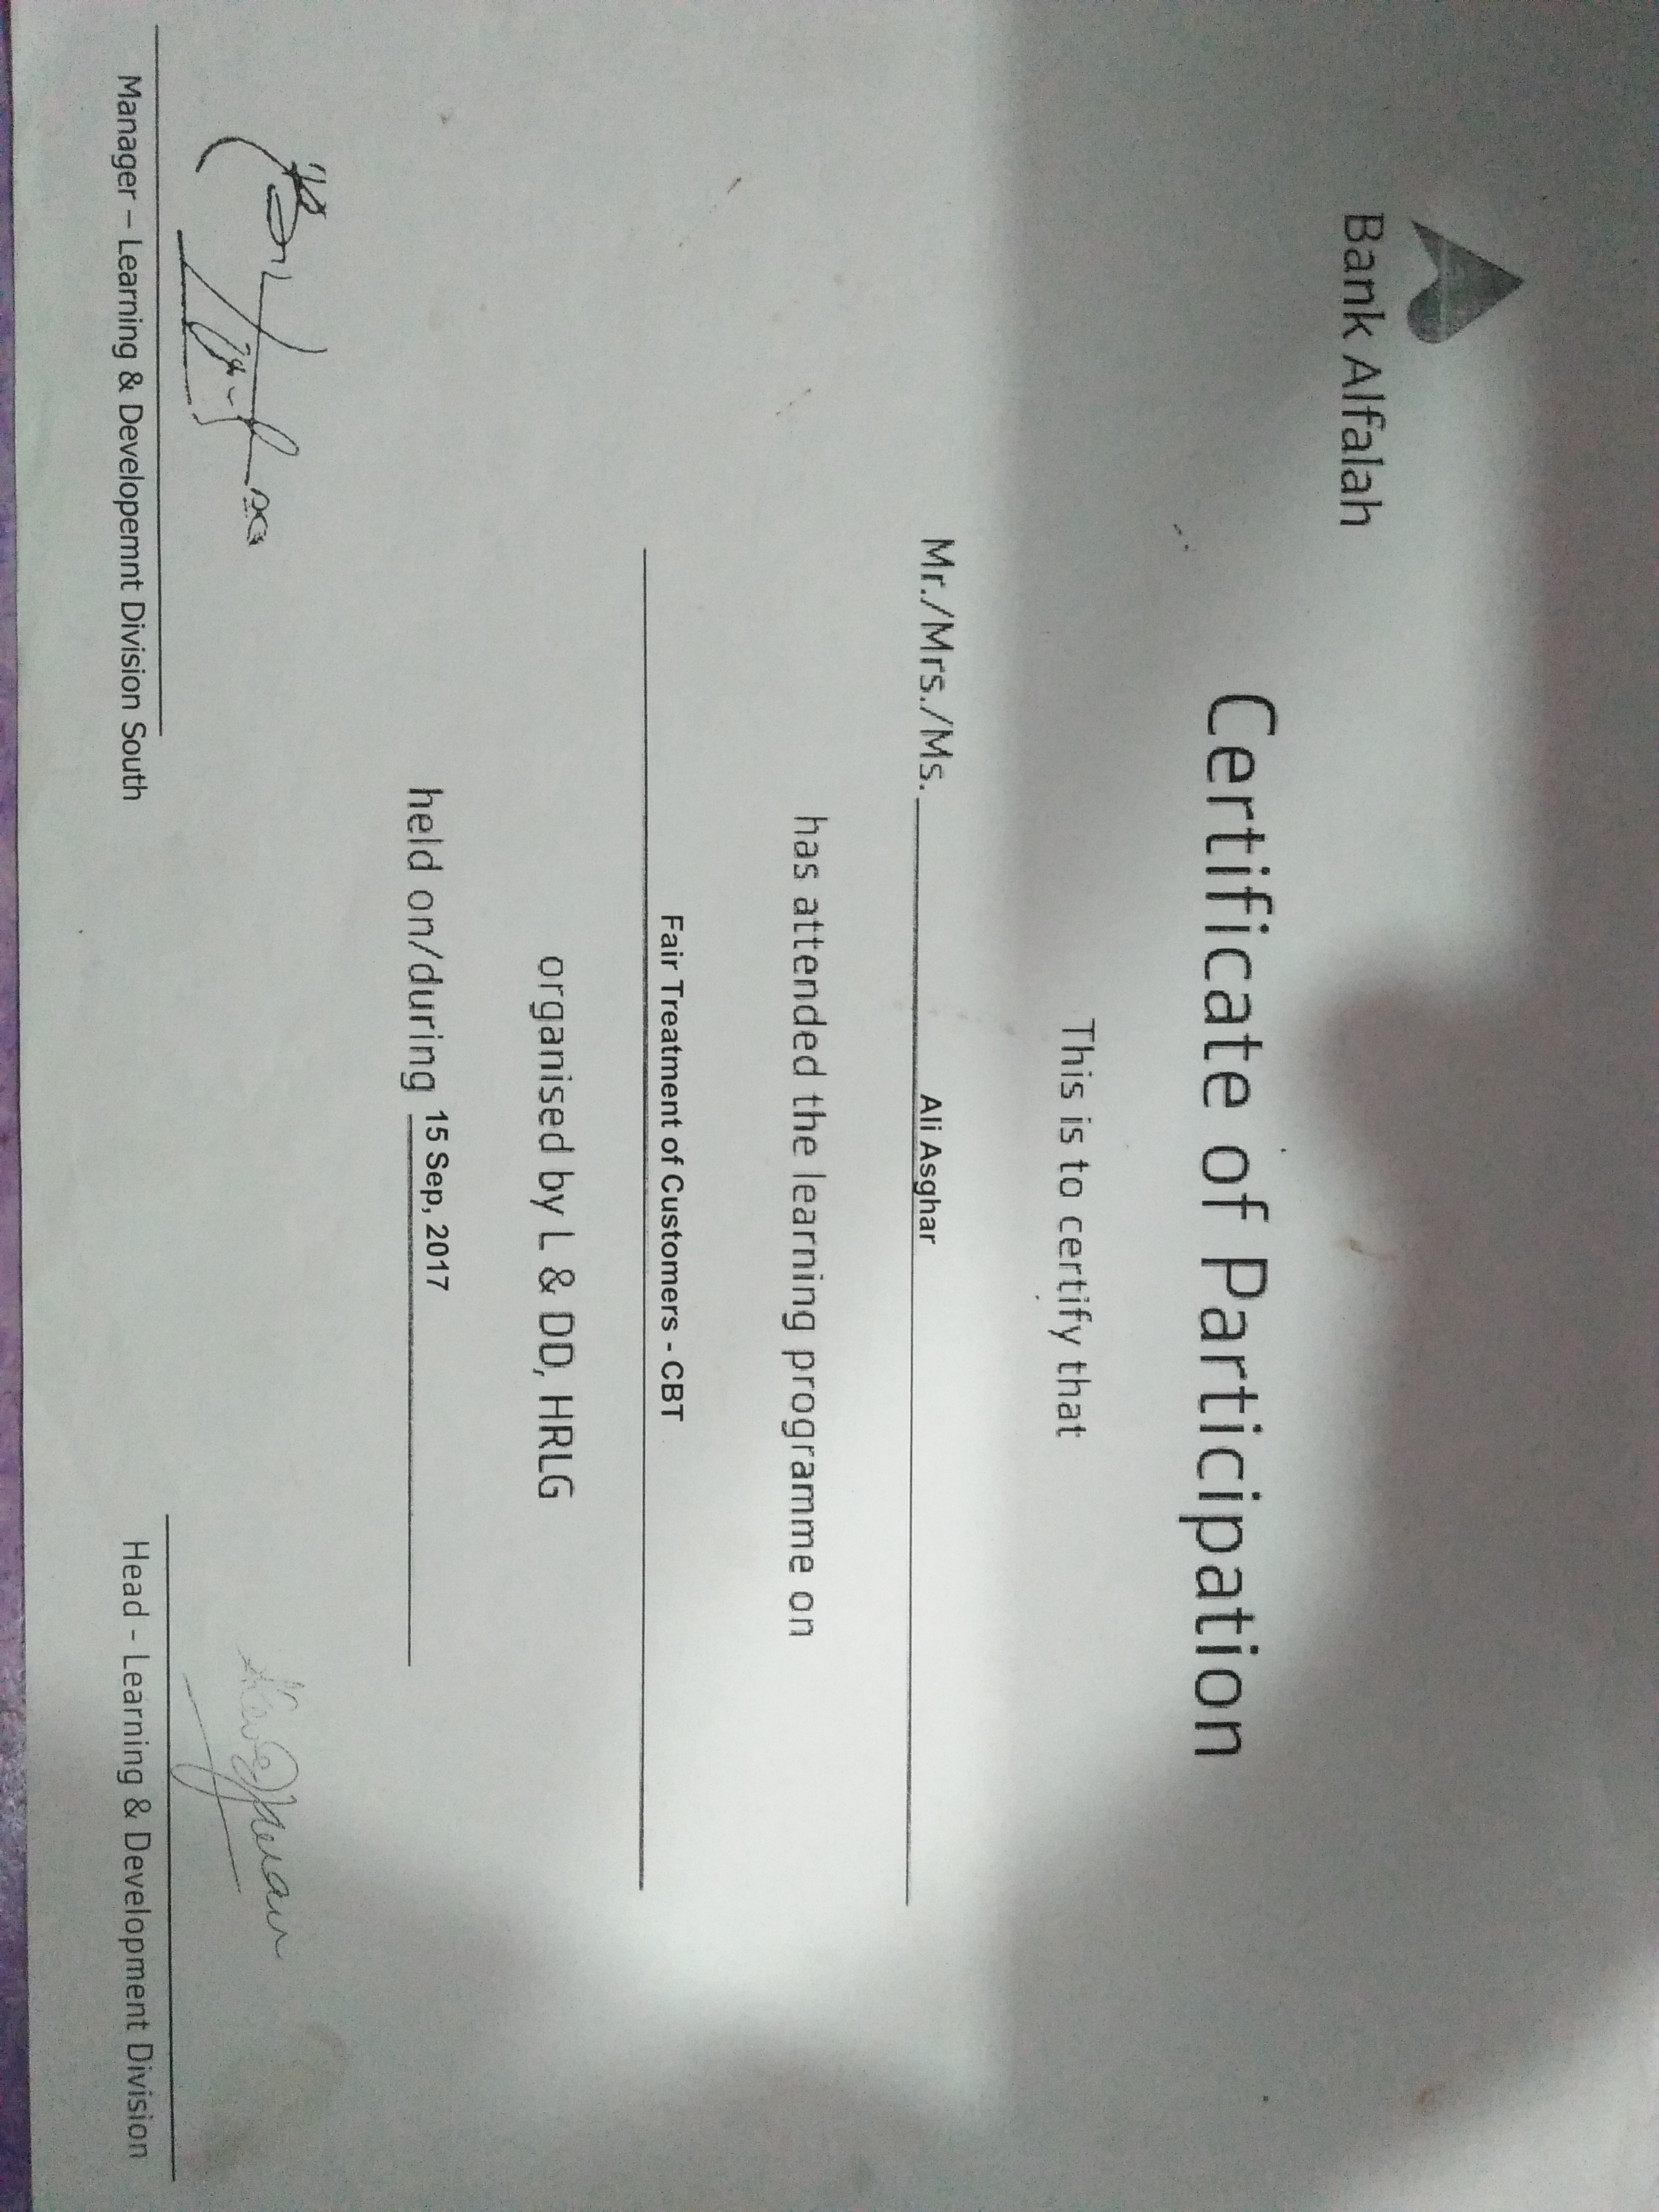 Bank Alfalah
Certificate of Participation
This is to certify that
Mr./Mrs./Ms. Ali Asghar
has attended the learning programme on
Fair Treatment of Customers - CBT
organised by L & DD, HRLG
held on/during 15 Sep, 2017
Manager – Learning & Developemnt Division South
Head - Learning & Development Division